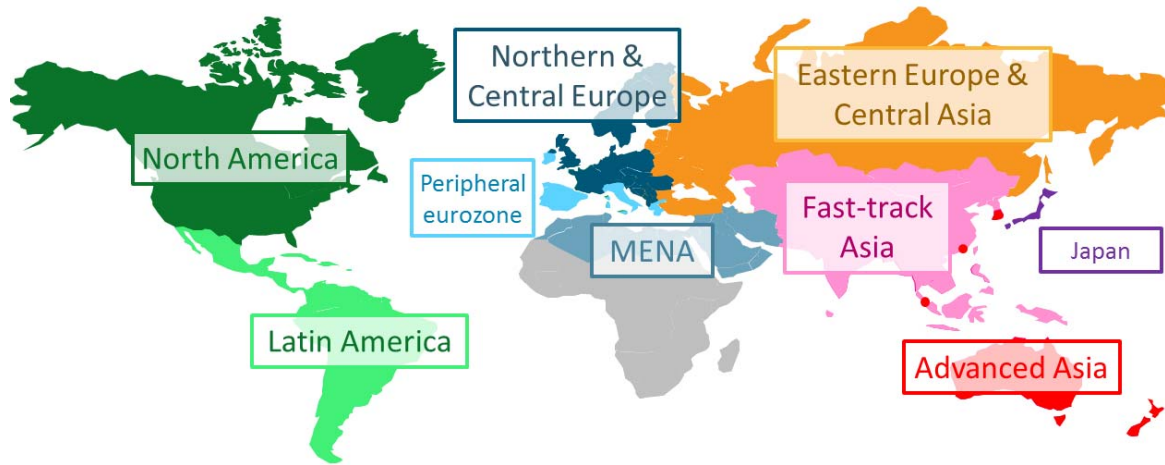 Northern &
Central Europe
Eastern Europe &
Central Asia
North America
Peripheral
eurozone
MENA
Fast-track
Asia
Japan
Latin America
Advanced Asia